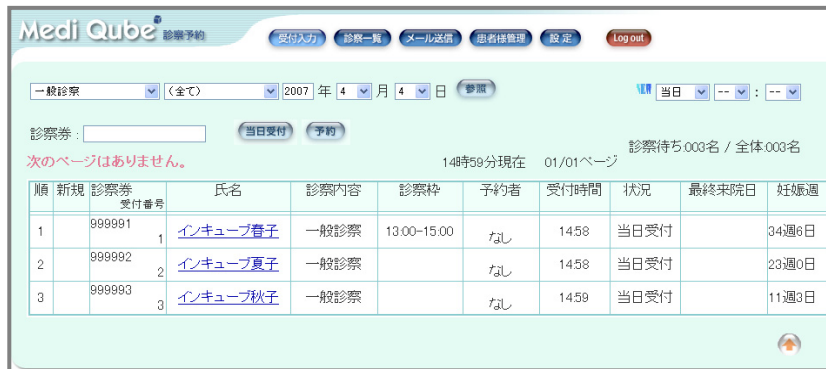 Medi Qube 診察予約 受付入力 診察一覧 メール送信 患者様管理 設定 Log out
一般診察 (全て) 2007 年 4 月 4 日 参照 当日 -- : --
診察券 : 当日受付 予約
診察待ち003名 / 全体003名
次のページはありません。 14時59分現在 01/01ページ
順 新規 診察券 氏名 診察内容 診察枠 予約者 受付時間 状況 最終来院日 妊娠週
受付番号
1 999991 1 インキューブ春子 一般診察 13:00-15:00 なし 14:58 当日受付 34週6日
2 999992 2 インキューブ夏子 一般診察 なし 14:58 当日受付 23週0日
3 999993 3 インキューブ秋子 一般診察 なし 14:59 当日受付 11週3日